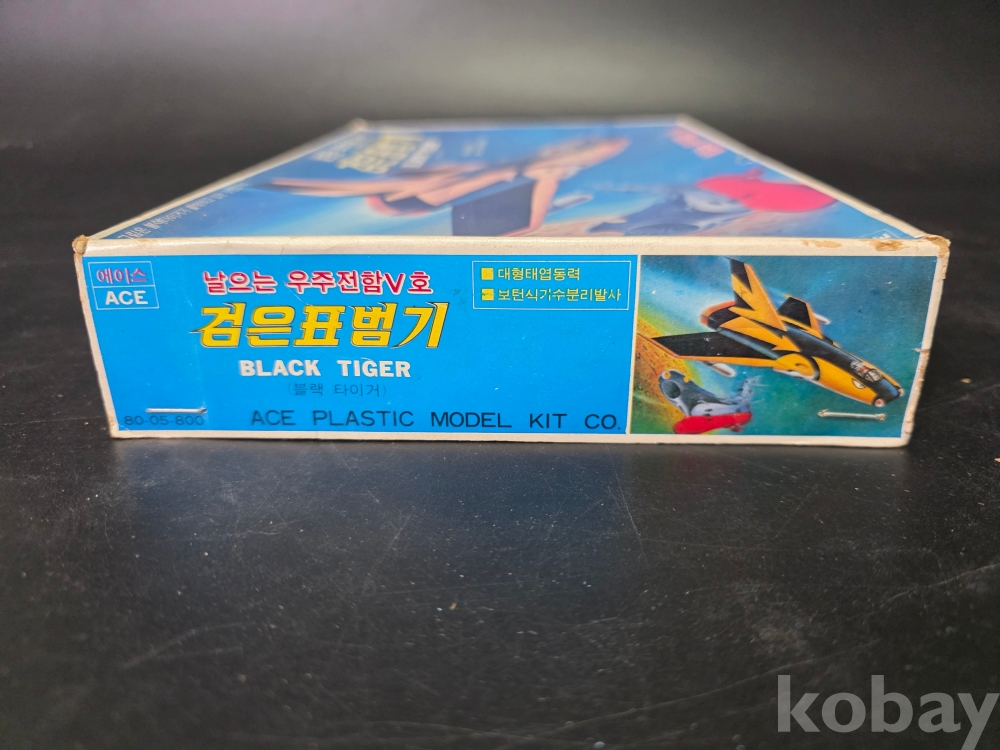 에이스
ACE
날으는 우주전함V호
검은표범기
BLACK TIGER
(블랙 타이거)
■ 대형태엽동력
■ 보턴식기수분리발사
80-05-800
ACE PLASTIC MODEL KIT CO.
kobay